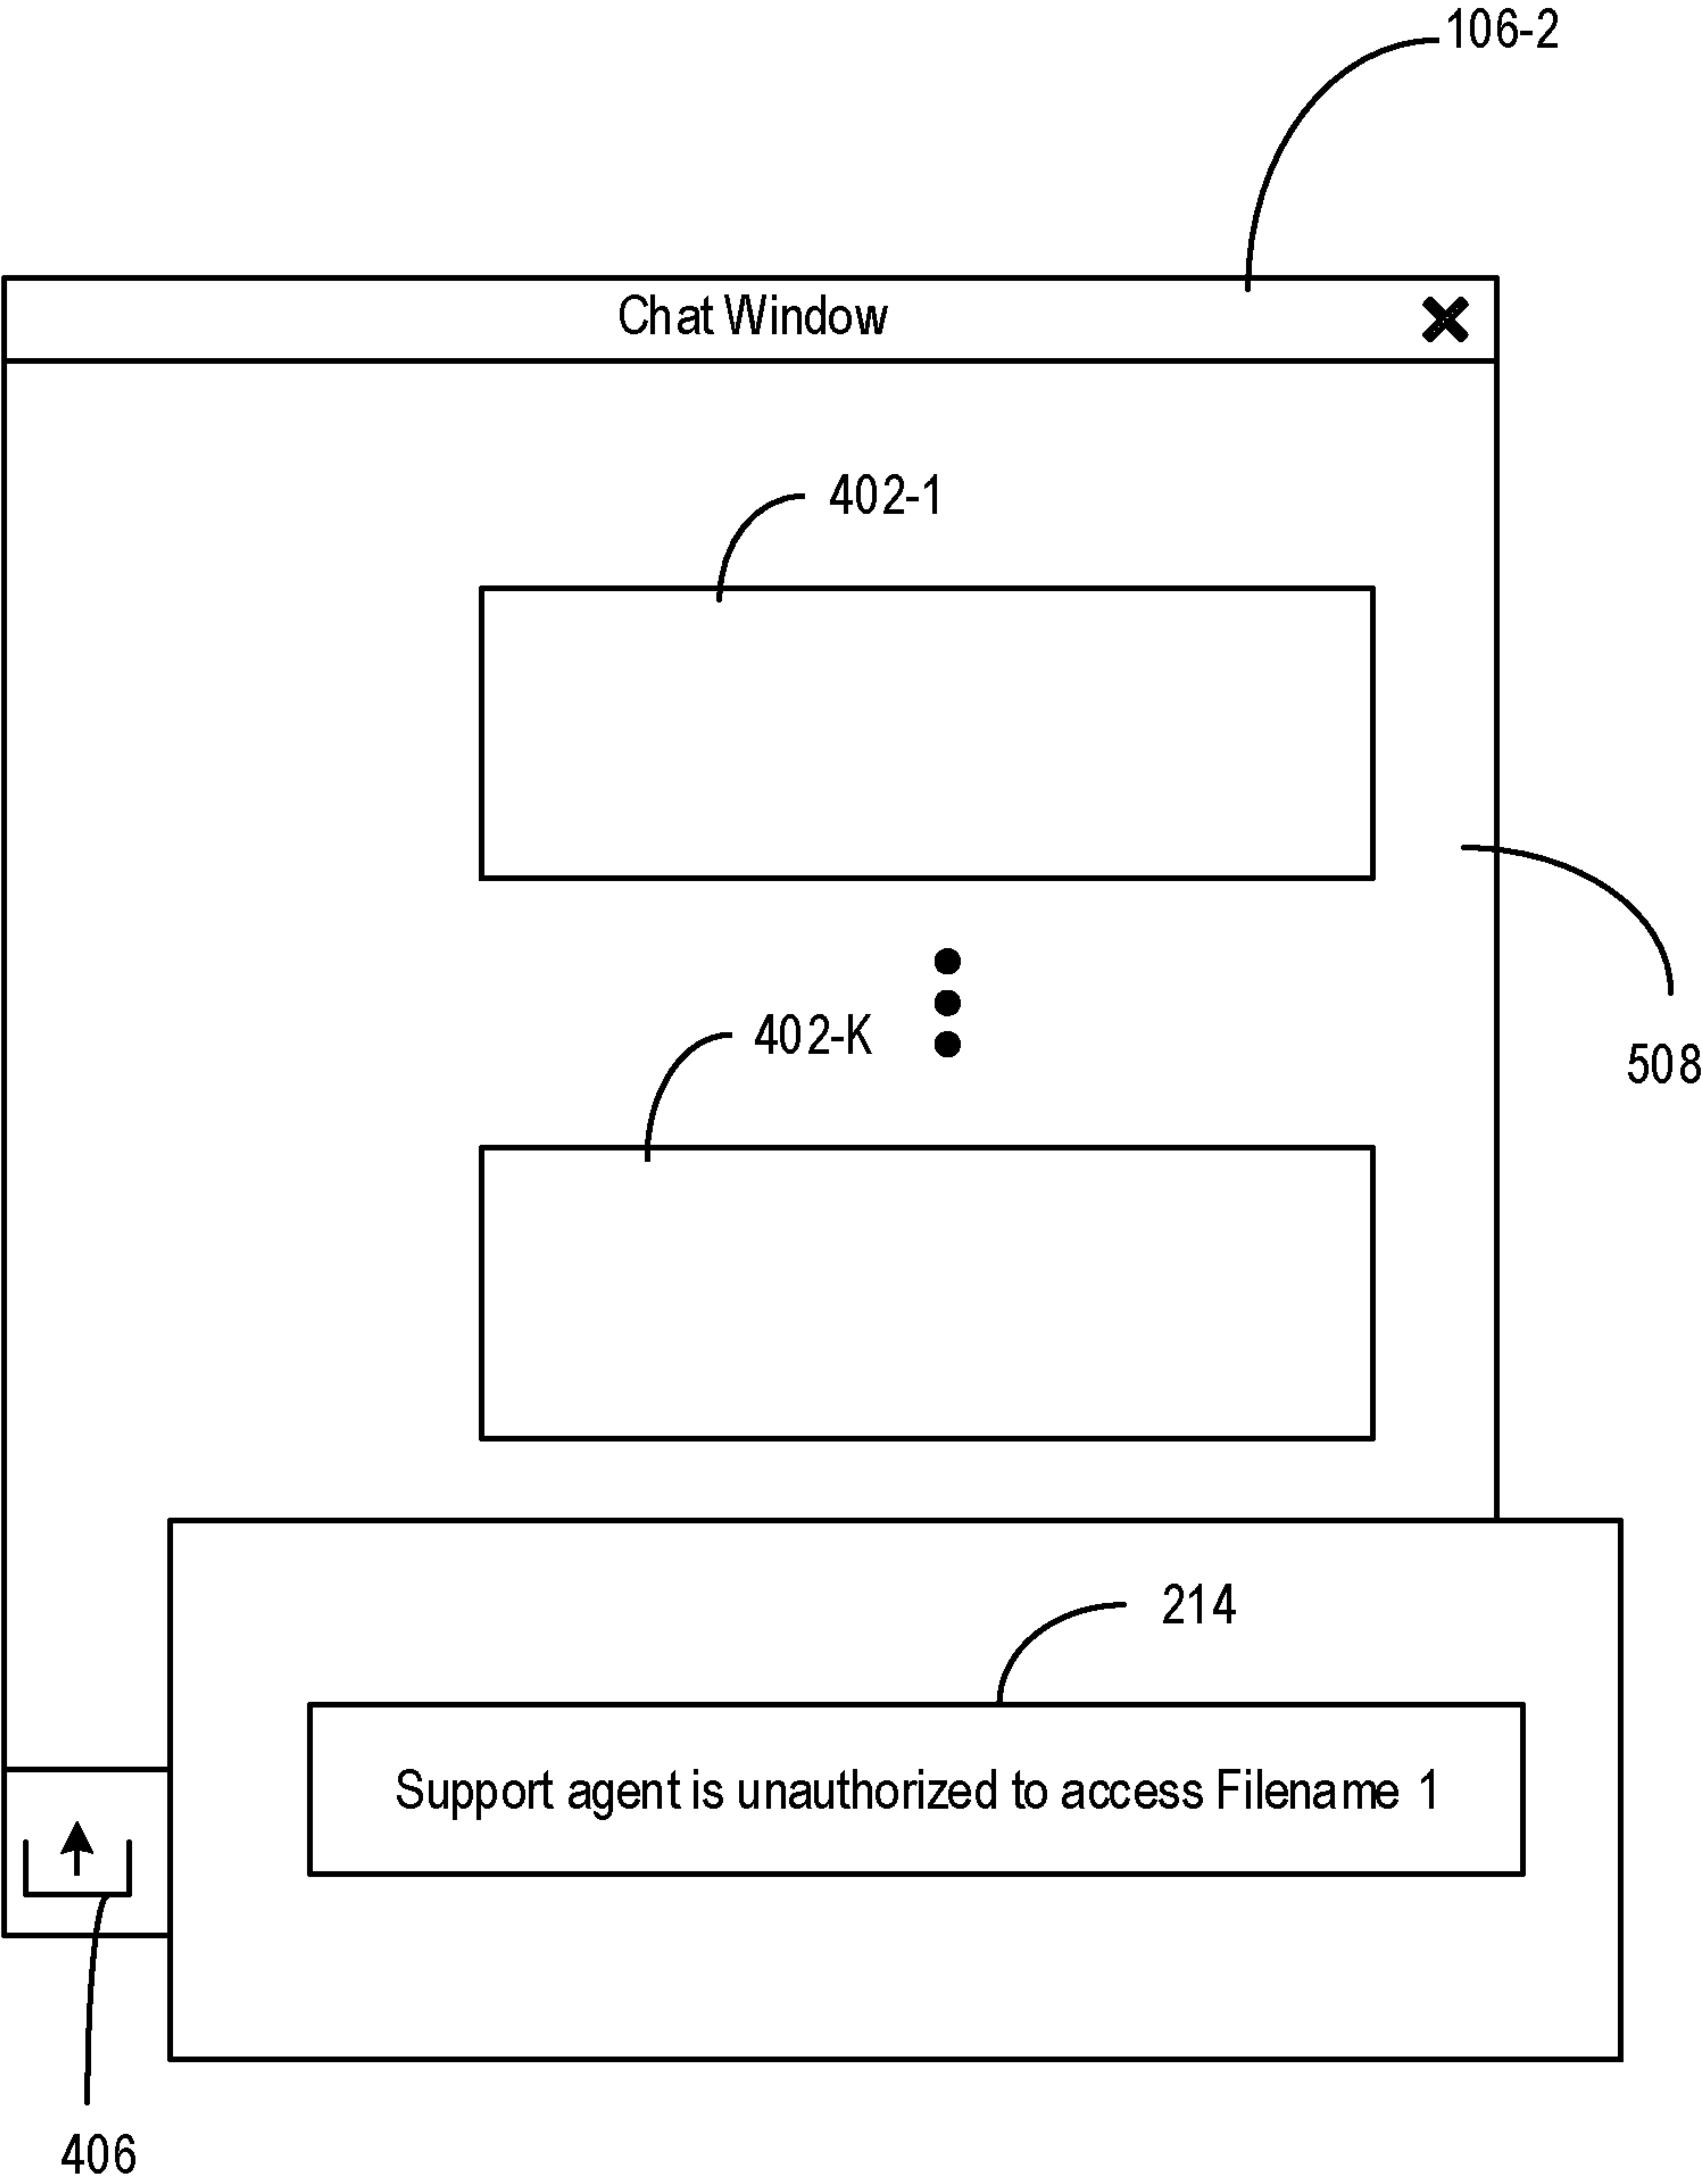 106-2
Chat Window
402-1
402-K
508
214
Support agent is unauthorized to access Filename 1
406